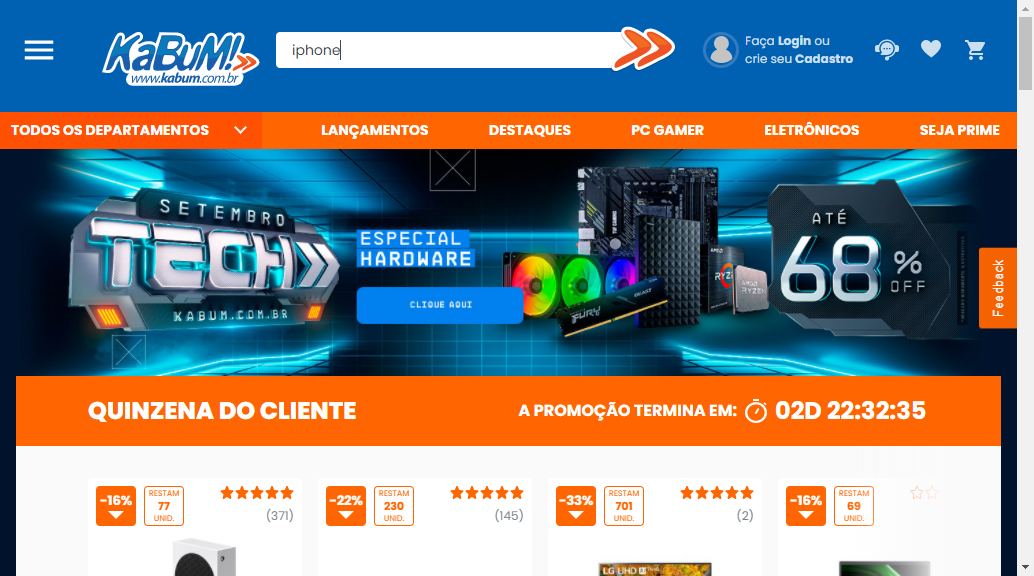 KaBuM!
www.kabum.com.br
iphone
Faça Login ou
crie seu Cadastro
TODOS OS DEPARTAMENTOS
LANÇAMENTOS
DESTAQUES
PC GAMER
ELETRÔNICOS
SEJA PRIME
SETEMBRO
TECH
KABUM.COM.BR
ESPECIAL
HARDWARE
CLIQUE AQUI
FURY
RYZEN
ATÉ
68%
OFF
Feedback
QUINZENA DO CLIENTE
A PROMOÇÃO TERMINA EM: 02D 22:32:35
-16%
RESTAM
77
UNID.
(371)
-22%
RESTAM
230
UNID.
(145)
-33%
RESTAM
701
UNID.
(2)
-16%
RESTAM
69
UNID.
LG UHD AI